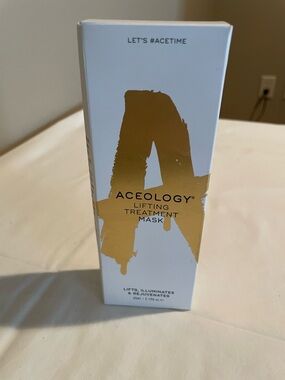 LET'S #ACETIME
ACEOLOGY®
LIFTING
TREATMENT
MASK
LIFTS, ILLUMINATES
& REJUVENATES